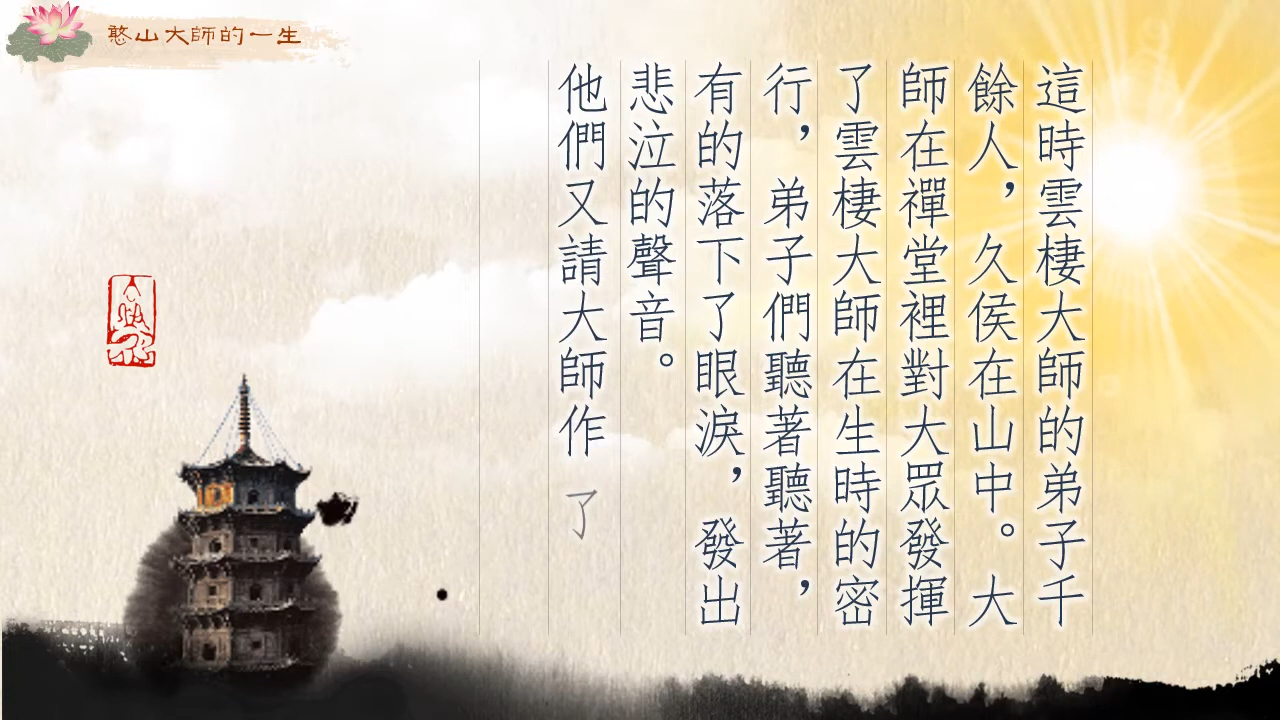 憨山大師的一生
這時雲棲大師的弟子千
餘人，久侯在山中。大
師在禪堂裡對大眾發揮
了雲棲大師在生時的密
行，弟子們聽著聽著，
有的落下了眼淚，發出
悲泣的聲音。
他們又請大師作 了